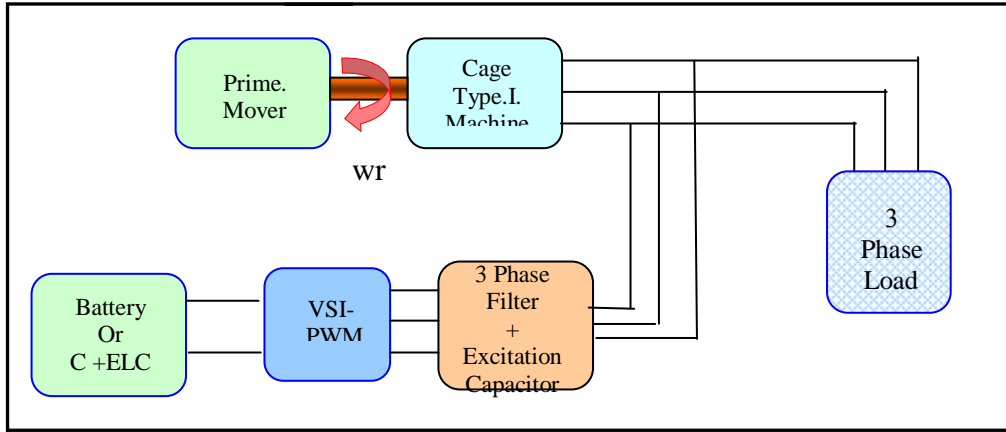 Prime.
Mover
Cage
Type.I.
Machine
wr
3
Phase
Load
Battery
Or
C +ELC
VSI-
PWM
3 Phase
Filter
+
Excitation
Capacitor